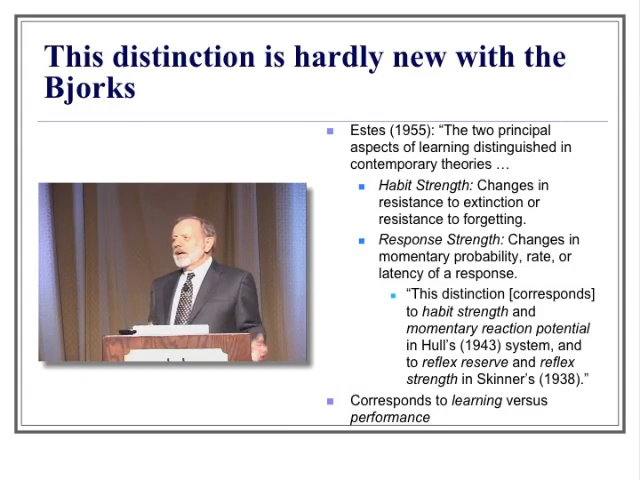 This distinction is hardly new with the
Bjorks
Estes (1955): “The two principal
aspects of learning distinguished in
contemporary theories …
Habit Strength: Changes in
resistance to extinction or
resistance to forgetting.
Response Strength: Changes in
momentary probability, rate, or
latency of a response.
“This distinction [corresponds]
to habit strength and
momentary reaction potential
in Hull’s (1943) system, and
to reflex reserve and reflex
strength in Skinner’s (1938).”
Corresponds to learning versus
performance